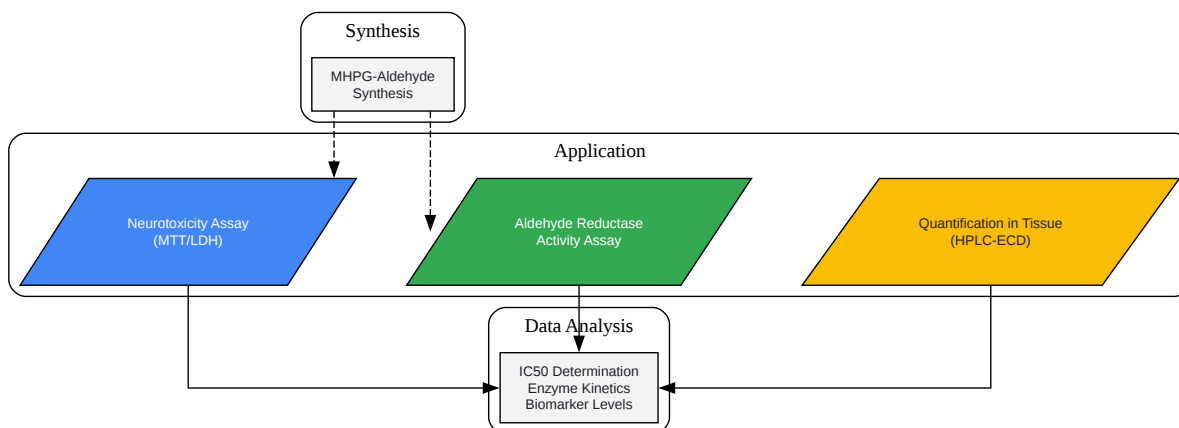 Synthesis
MHPG-Aldehyde
Synthesis
Application
Neurotoxicity Assay
(MTT/LDH)
Aldehyde Reductase
Activity Assay
Quantification in Tissue
(HPLC-ECD)
Data Analysis
IC50 Determination
Enzyme Kinetics
Biomarker Levels